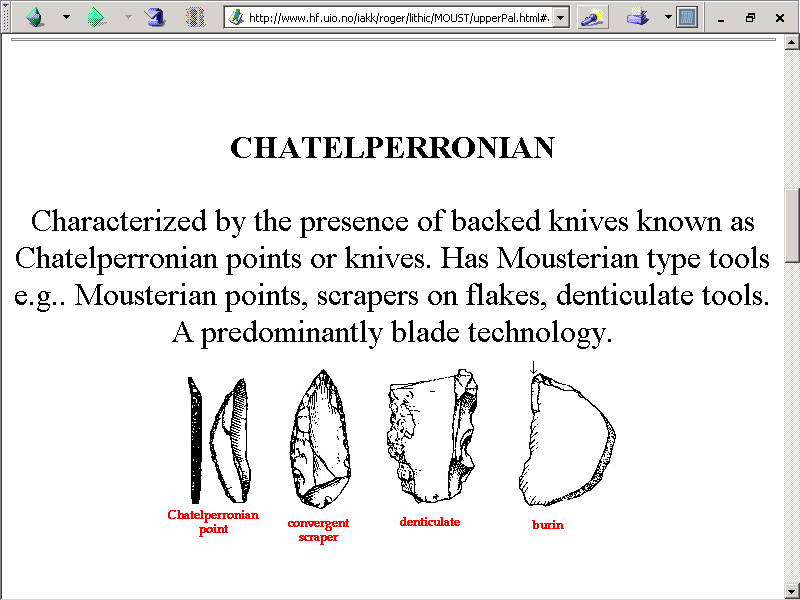 http://www.hf.uio.no/iakk/roger/lithic/MOUST/upperPal.html#
CHATELPERRONIAN
Characterized by the presence of backed knives known as
Chatelperronian points or knives. Has Mousterian type tools
e.g.. Mousterian points, scrapers on flakes, denticulate tools.
A predominantly blade technology.
Chatelperronian
point
convergent
scraper
denticulate
burin